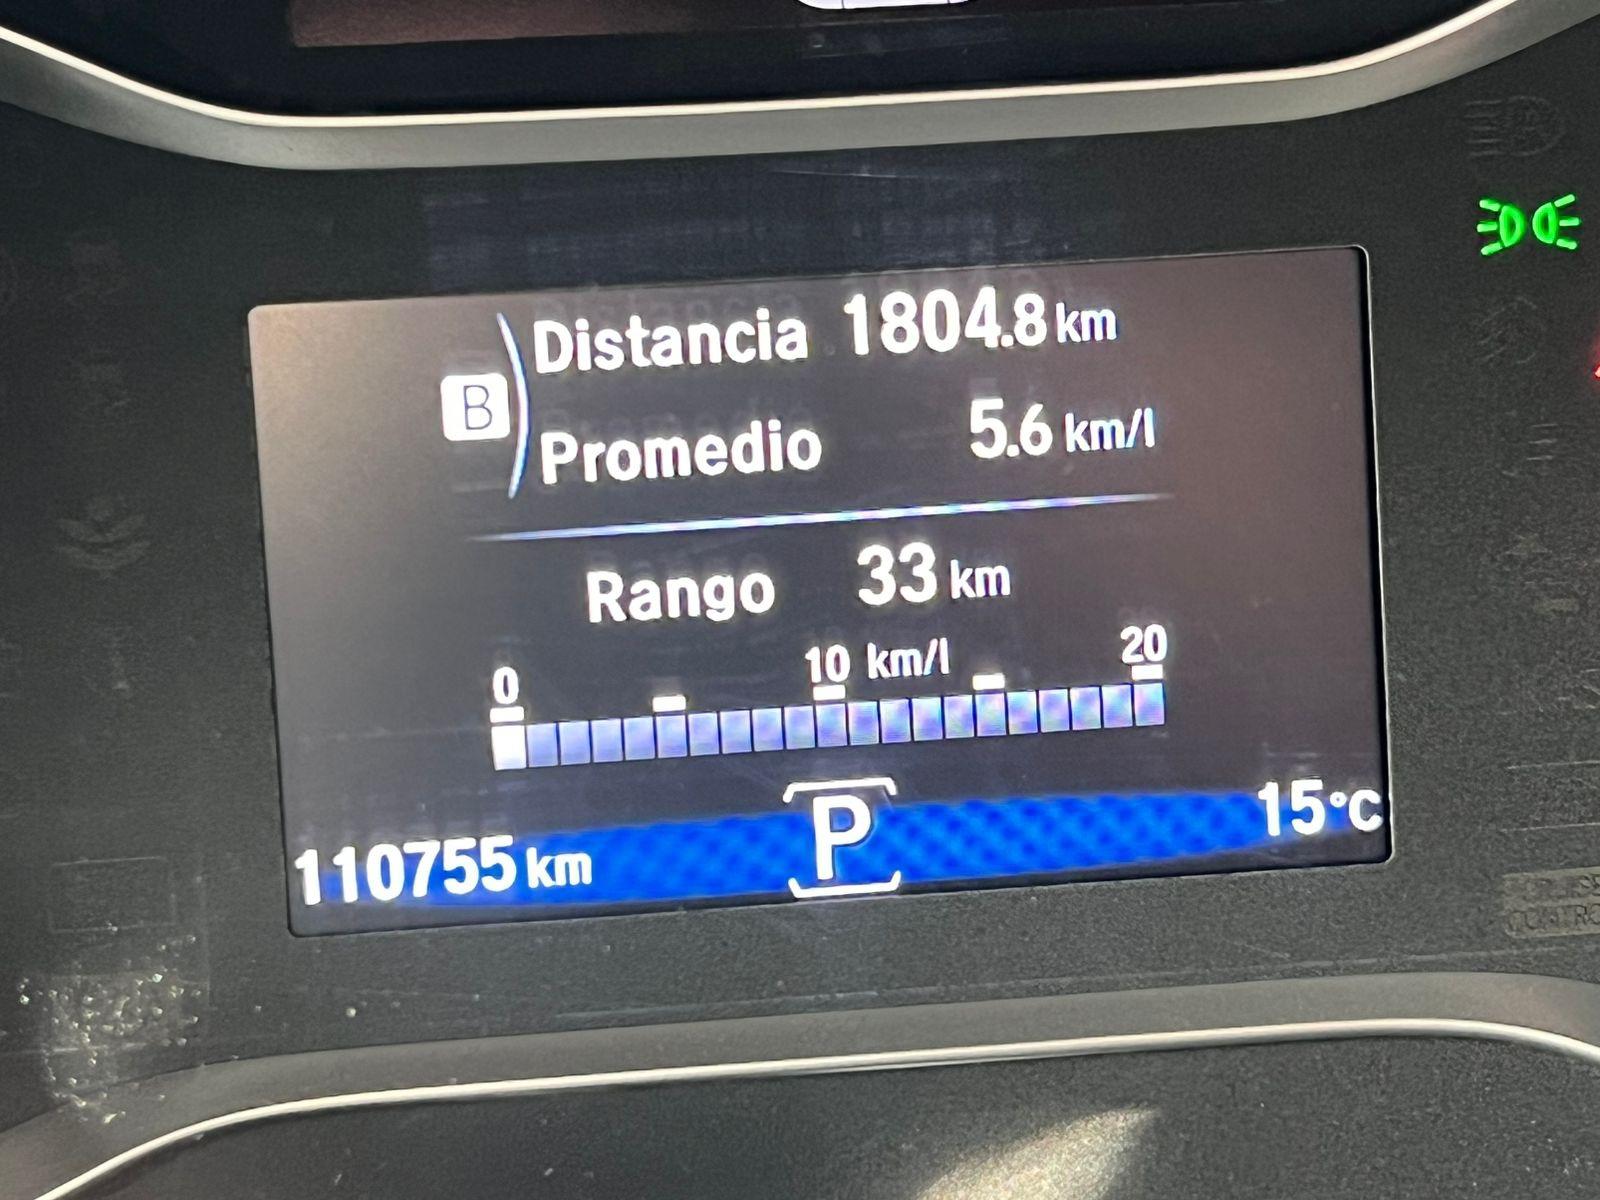 B
Distancia 1804.8 km
Promedio 5.6 km/l
Rango 33 km
0 10 km/l 20
110755 km P 15°C